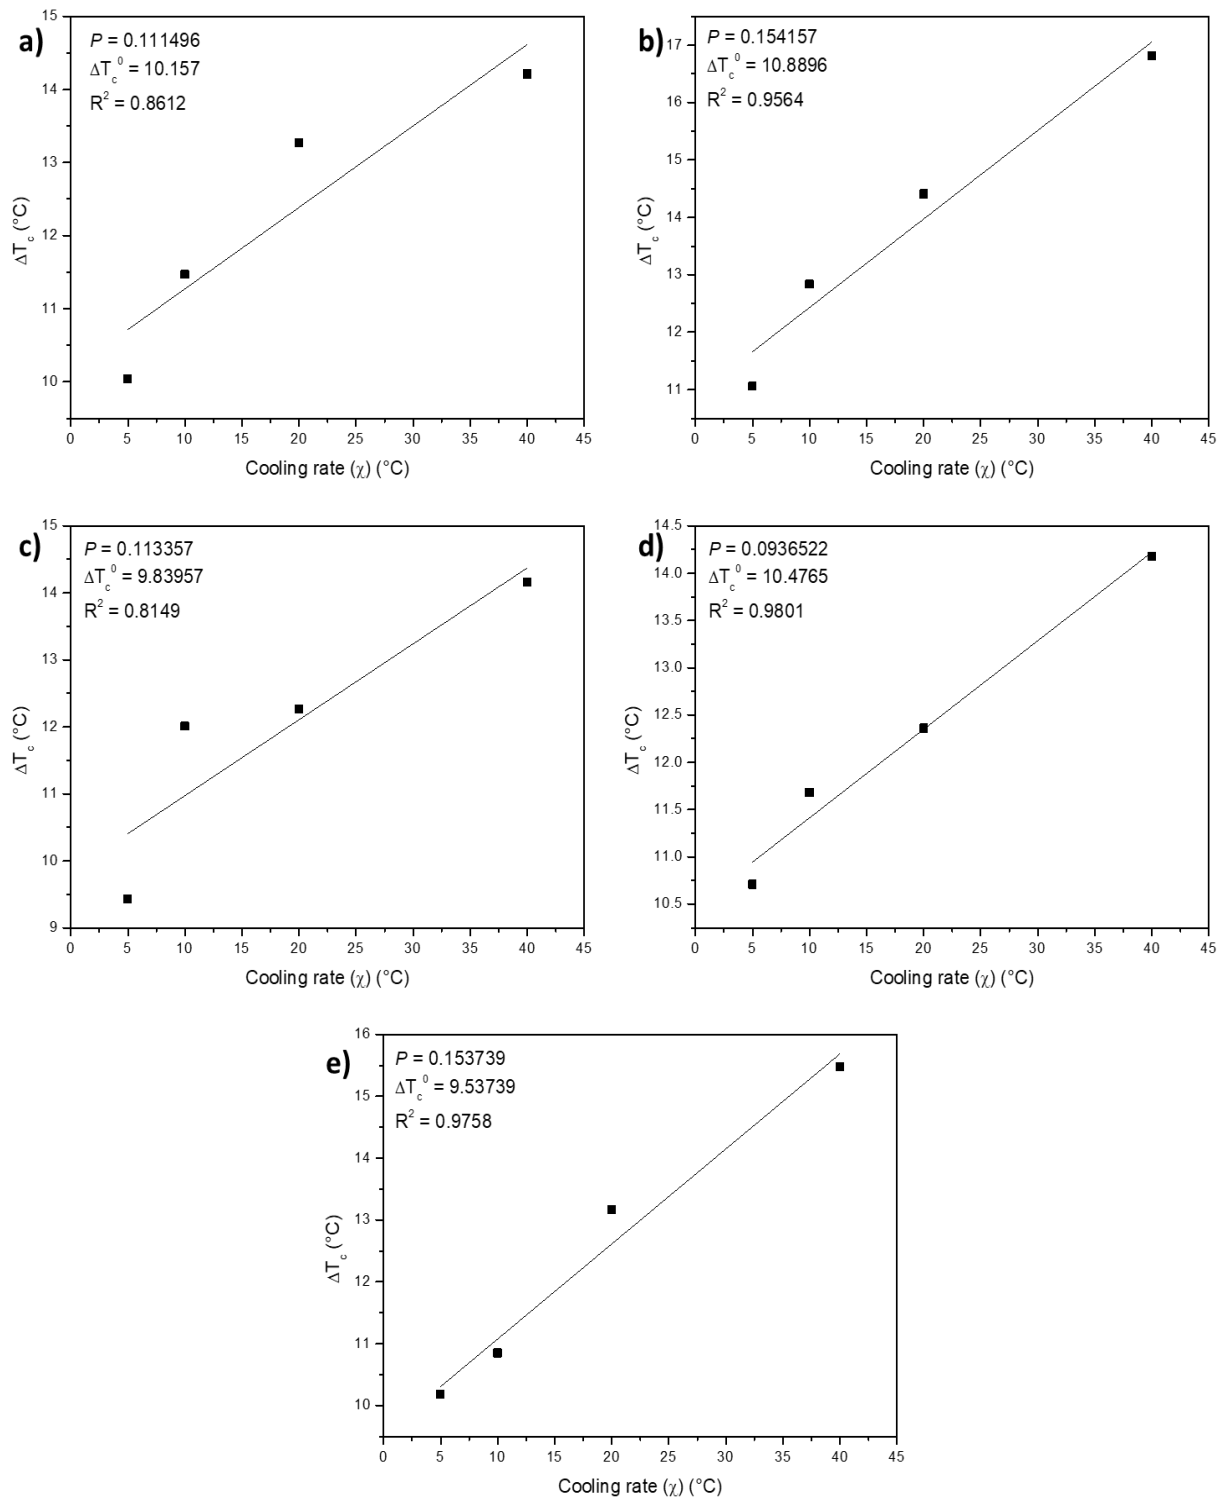 a)
P = 0.111496
ΔTc0 = 10.157
R2 = 0.8612
15
14
13
12
11
10
ΔTc (°C)
0 5 10 15 20 25 30 35 40 45
Cooling rate (χ) (°C)
b)
P = 0.154157
ΔTc0 = 10.8896
R2 = 0.9564
17
16
15
14
13
12
11
ΔTc (°C)
0 5 10 15 20 25 30 35 40 45
Cooling rate (χ) (°C)
c)
P = 0.113357
ΔTc0 = 9.83957
R2 = 0.8149
15
14
13
12
11
10
9
ΔTc (°C)
0 5 10 15 20 25 30 35 40 45
Cooling rate (χ) (°C)
d)
P = 0.0936522
ΔTc0 = 10.4765
R2 = 0.9801
14.5
14.0
13.5
13.0
12.5
12.0
11.5
11.0
10.5
ΔTc (°C)
0 5 10 15 20 25 30 35 40 45
Cooling rate (χ) (°C)
e)
P = 0.153739
ΔTc0 = 9.53739
R2 = 0.9758
16
15
14
13
12
11
10
ΔTc (°C)
0 5 10 15 20 25 30 35 40 45
Cooling rate (χ) (°C)